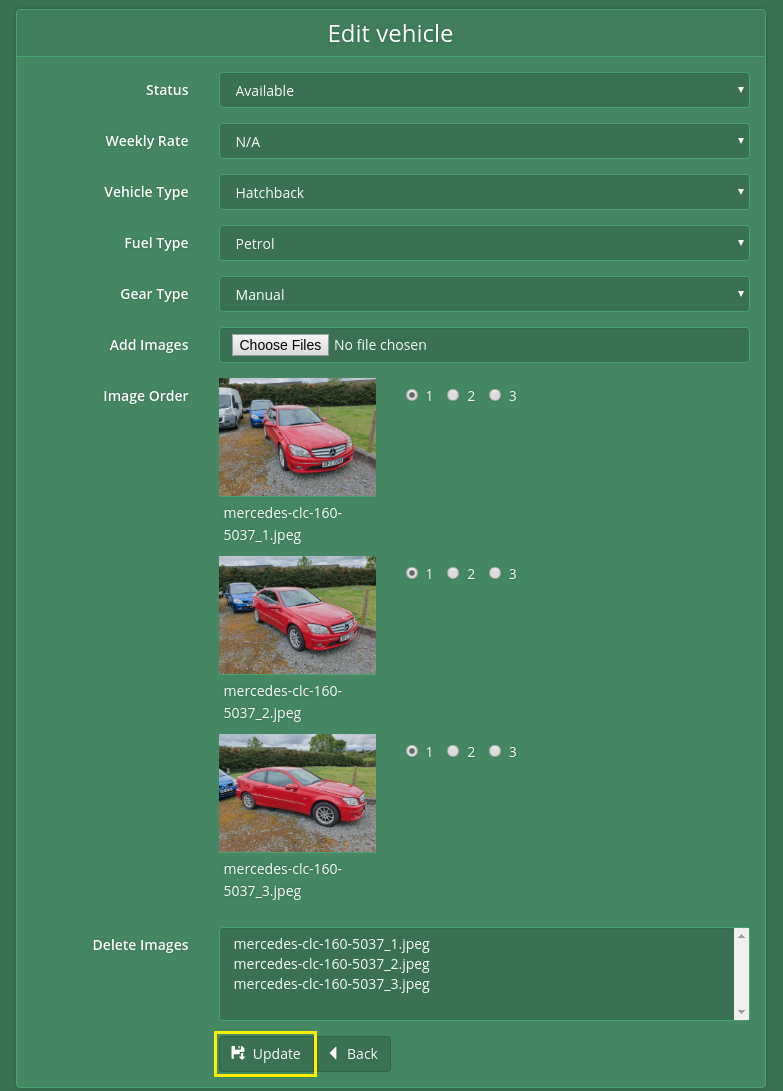 Edit vehicle
Status Available
Weekly Rate N/A
Vehicle Type Hatchback
Fuel Type Petrol
Gear Type Manual
Add Images Choose Files No file chosen
Image Order 1 2 3
mercedes-clc-160-
5037_1.jpeg
1 2 3
mercedes-clc-160-
5037_2.jpeg
1 2 3
mercedes-clc-160-
5037_3.jpeg
Delete Images mercedes-clc-160-5037_1.jpeg
mercedes-clc-160-5037_2.jpeg
mercedes-clc-160-5037_3.jpeg
Update Back